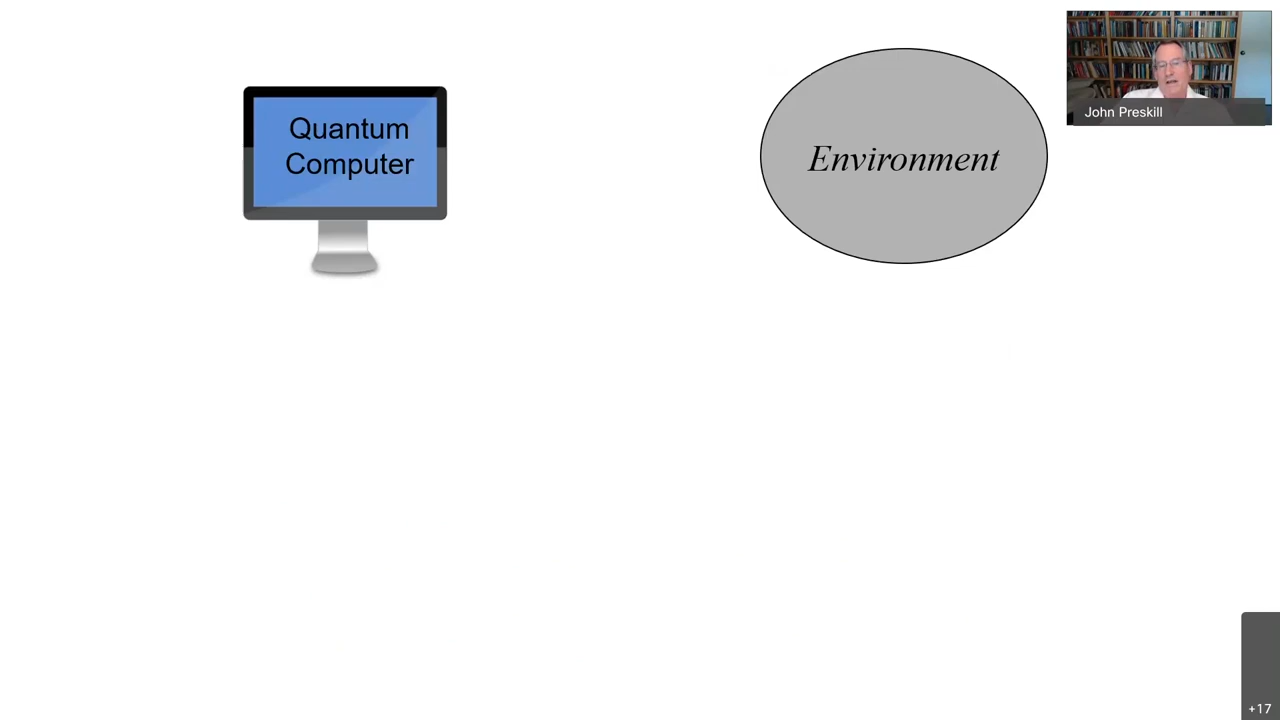 Quantum
Computer
Environment
John Preskill
+17